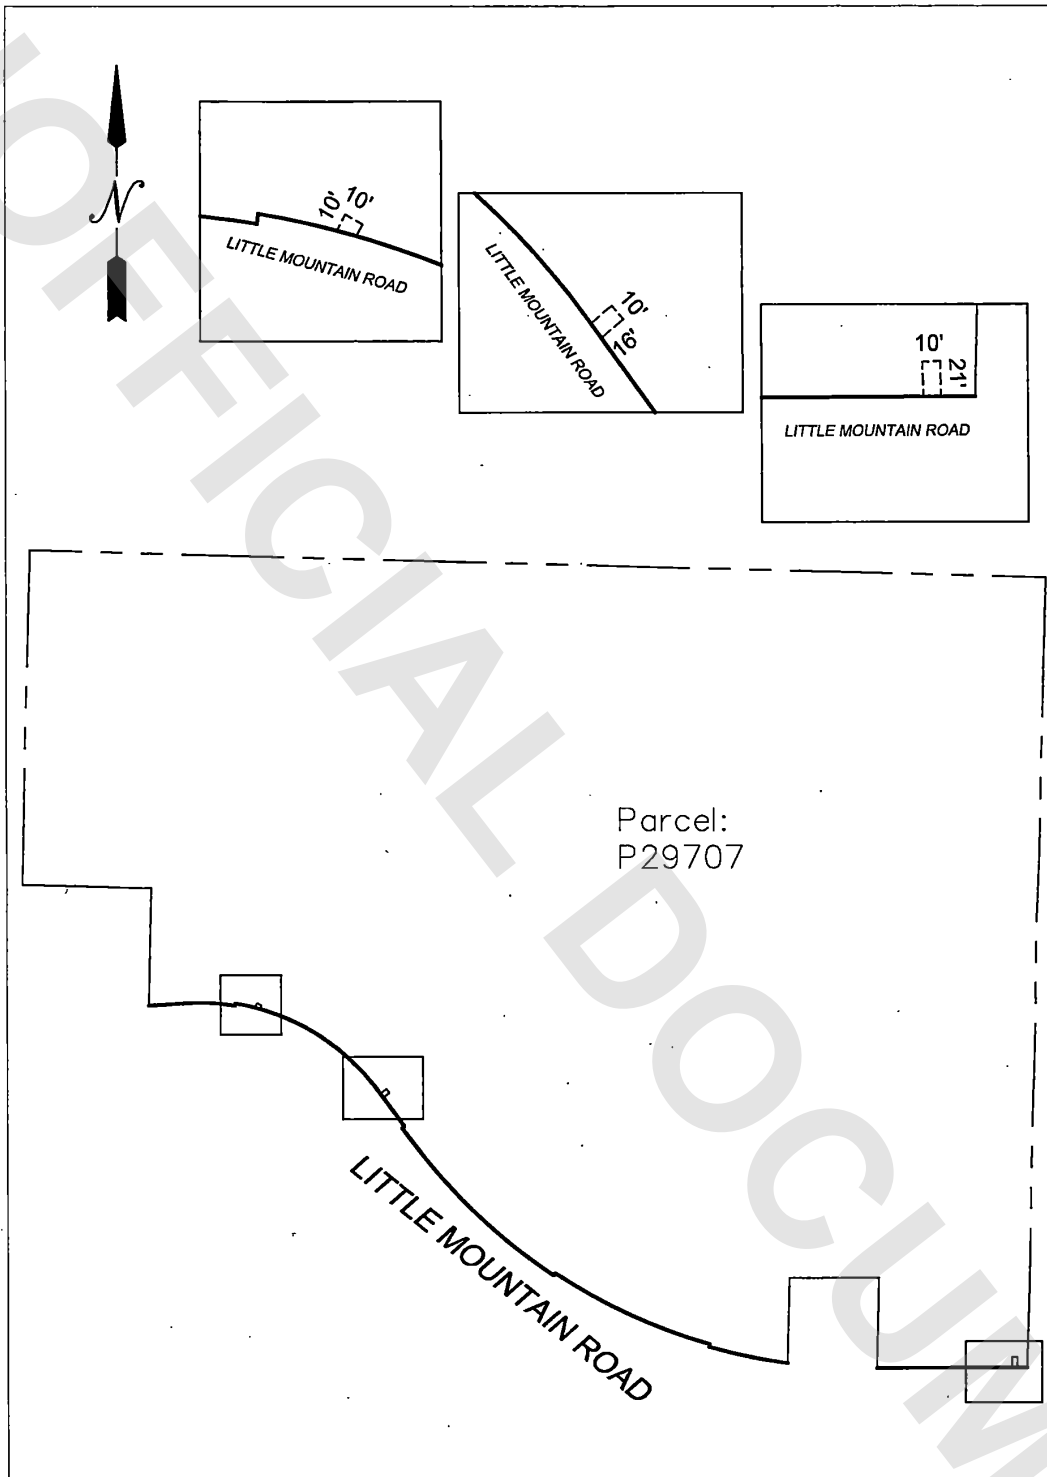 N
10' 10'
LITTLE MOUNTAIN ROAD
10'
16'
LITTLE MOUNTAIN ROAD
10'
21'
LITTLE MOUNTAIN ROAD
Parcel:
P29707
LITTLE MOUNTAIN ROAD
OFFICIAL DOCUM